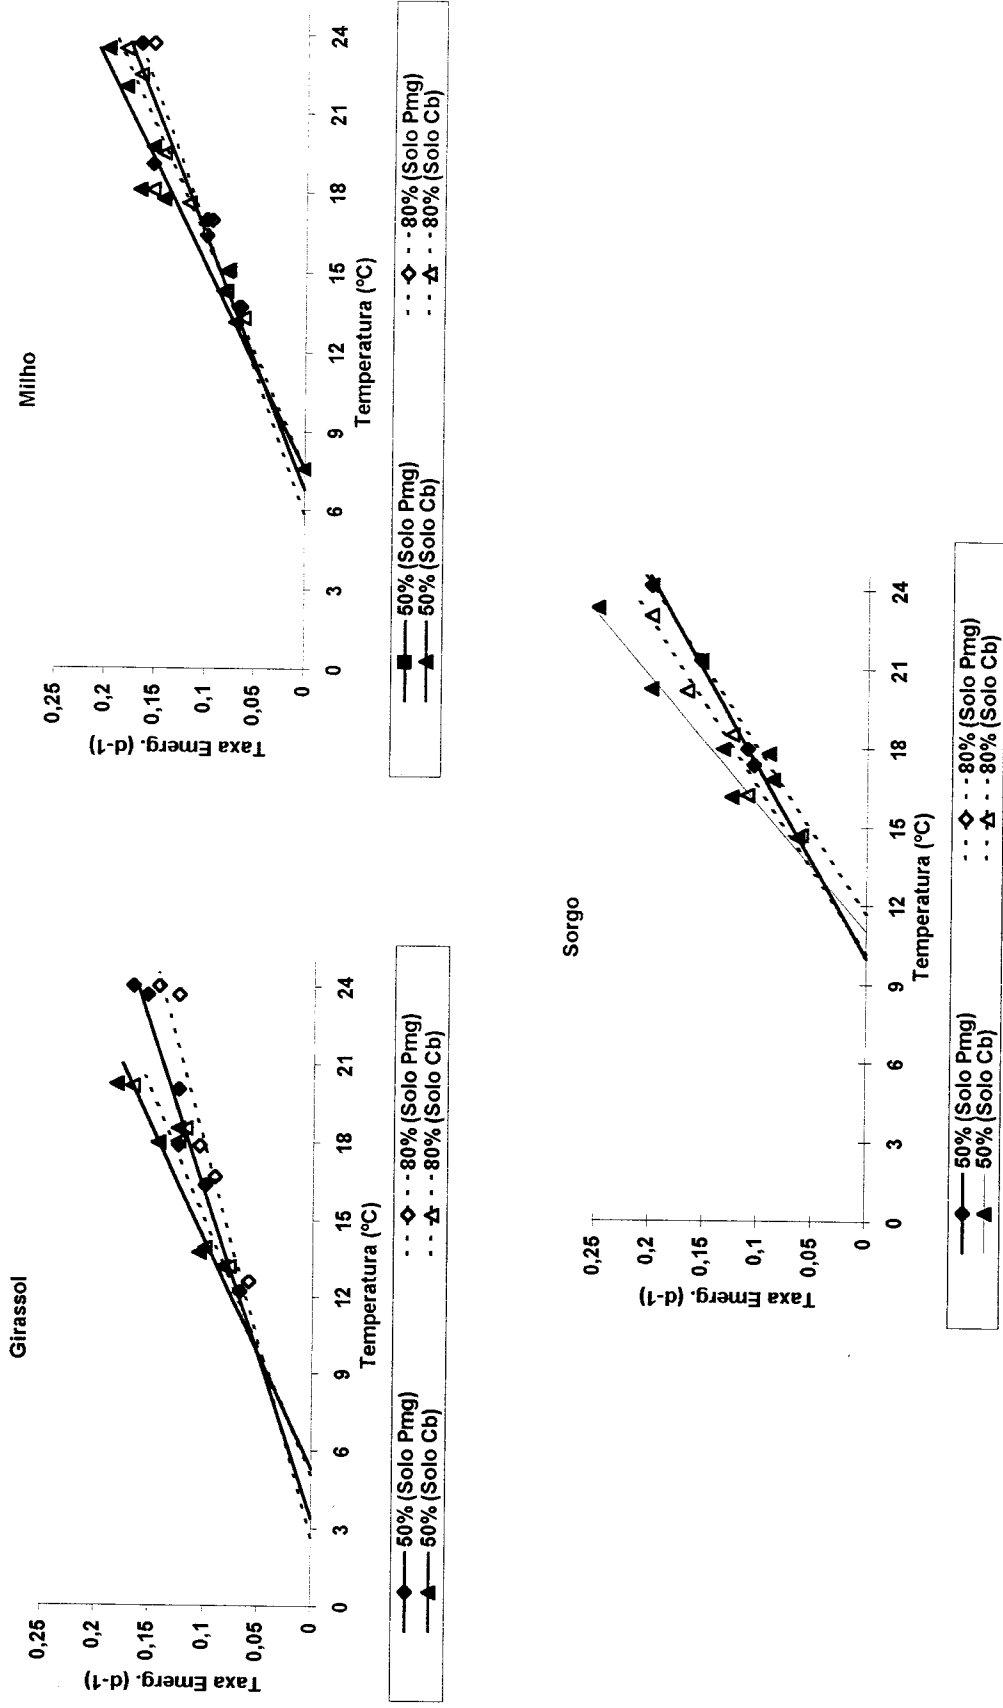 Girassol
0,25
0,2
0,15
0,1
0,05
0
Taxa Emerg. (d-1)
0 3 6 9 12 15 18 21 24
Temperatura (ºC)
50% (Solo Pmg) 80% (Solo Pmg)
50% (Solo Cb) 80% (Solo Cb)
Milho
0,25
0,2
0,15
0,1
0,05
0
Taxa Emerg. (d-1)
0 3 6 9 12 15 18 21 24
Temperatura (ºC)
50% (Solo Pmg) 80% (Solo Pmg)
50% (Solo Cb) 80% (Solo Cb)
Sorgo
0,25
0,2
0,15
0,1
0,05
0
Taxa Emerg. (d-1)
0 3 6 9 12 15 18 21 24
Temperatura (ºC)
50% (Solo Pmg) 80% (Solo Pmg)
50% (Solo Cb) 80% (Solo Cb)